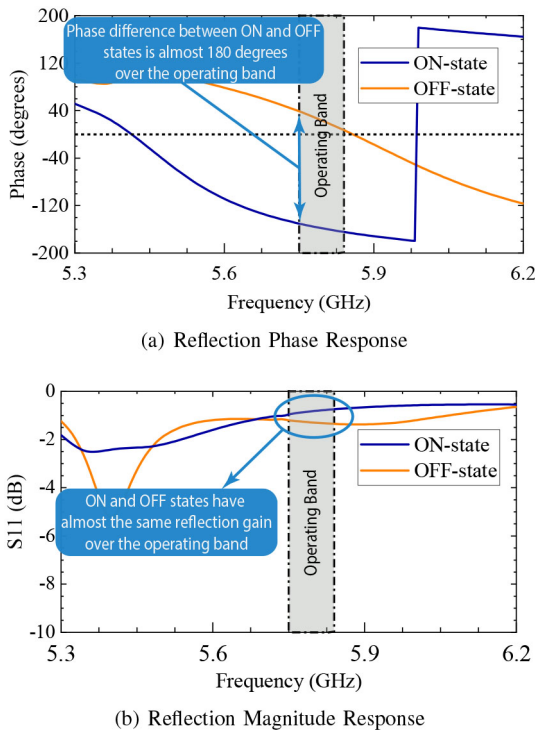 200
120
40
-40
-120
-200
Phase (degrees)
Phase difference between ON and OFF
states is almost 180 degrees
over the operating band
ON-state
OFF-state
Operating Band
5.3
5.6
5.9
6.2
Frequency (GHz)
(a) Reflection Phase Response
0
-2
-4
-6
-8
-10
S11 (dB)
ON-state
OFF-state
ON and OFF states have
almost the same reflection gain
over the operating band
Operating Band
5.3
5.6
5.9
6.2
Frequency (GHz)
(b) Reflection Magnitude Response